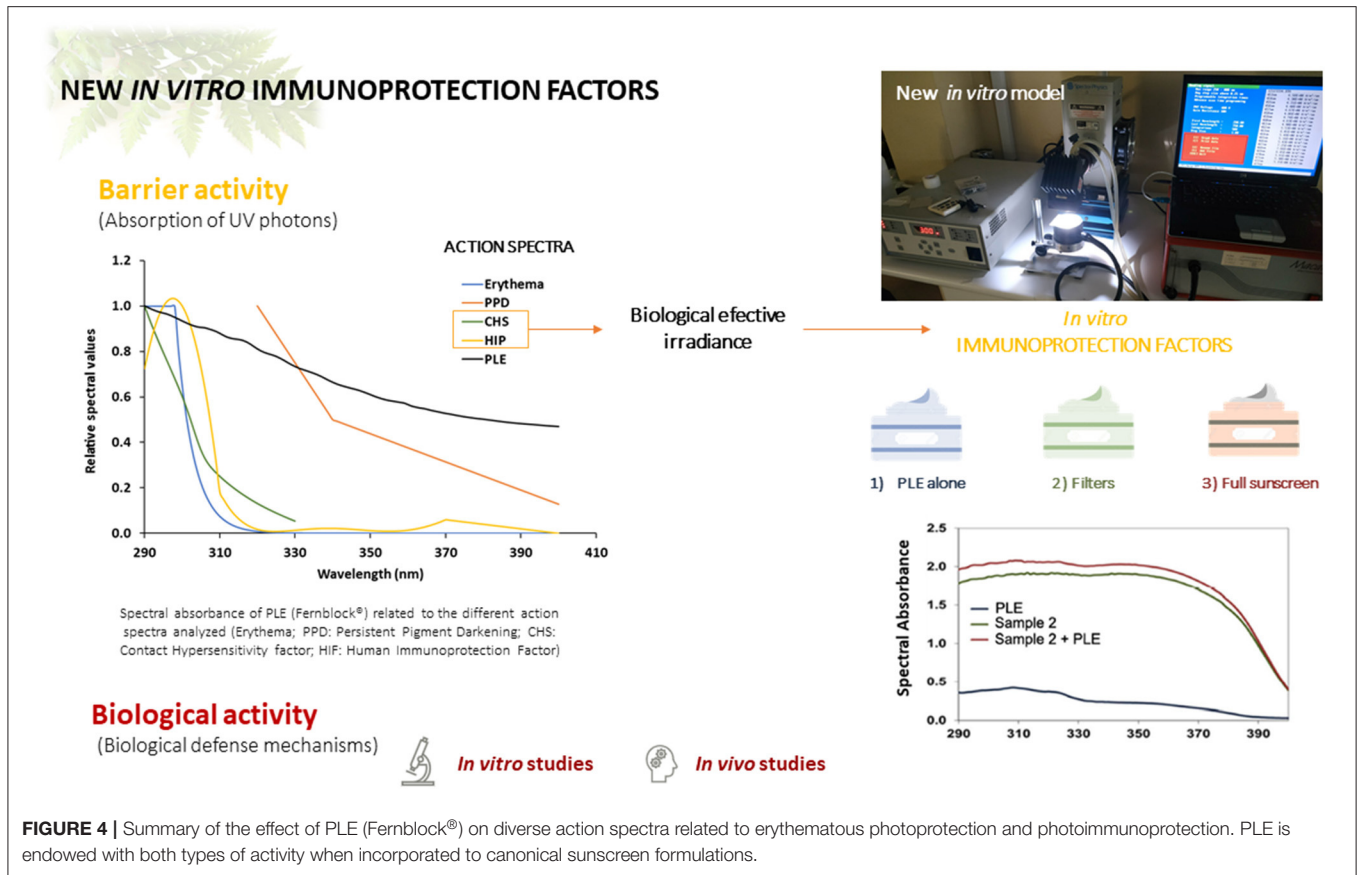 NEW IN VITRO IMMUNOPROTECTION FACTORS
New in vitro model
Barrier activity
(Absorption of UV photons)
ACTION SPECTRA
Erythema
PPD
CHS
HIP
PLE
Relative spectral values
1.2
1.0
0.8
0.6
0.4
0.2
0.0
290
310
330
350
370
390
410
Wavelength (nm)
Biological efective
irradiance
In vitro
IMMUNOPROTECTION FACTORS
1) PLE alone
2) Filters
3) Full sunscreen
Spectral absorbance of PLE (Fernblock®) related to the different action
spectra analyzed (Erythema; PPD: Persistent Pigment Darkening; CHS:
Contact Hypersensitivity factor; HIF: Human Immunoprotection Factor)
Spectral Absorbance
2.5
2.0
1.5
1.0
0.5
0.0
PLE
Sample 2
Sample 2 + PLE
290
310
330
350
370
390
Biological activity
(Biological defense mechanisms)
In vitro studies
In vivo studies
FIGURE 4 | Summary of the effect of PLE (Fernblock®) on diverse action spectra related to erythematous photoprotection and photoimmunoprotection. PLE is
endowed with both types of activity when incorporated to canonical sunscreen formulations.